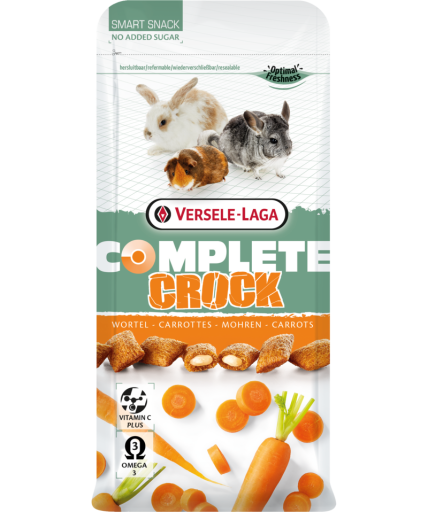 SMART SNACK
NO ADDED SUGAR
hersluitbaar/refermable/wiederverschließbar/resealable
Optimal
Freshness
VERSELE-LAGA
COMPLETE
CROCK
WORTEL - CARROTTES - MOHREN - CARROTS
VITAMIN C
PLUS
3
OMEGA
3